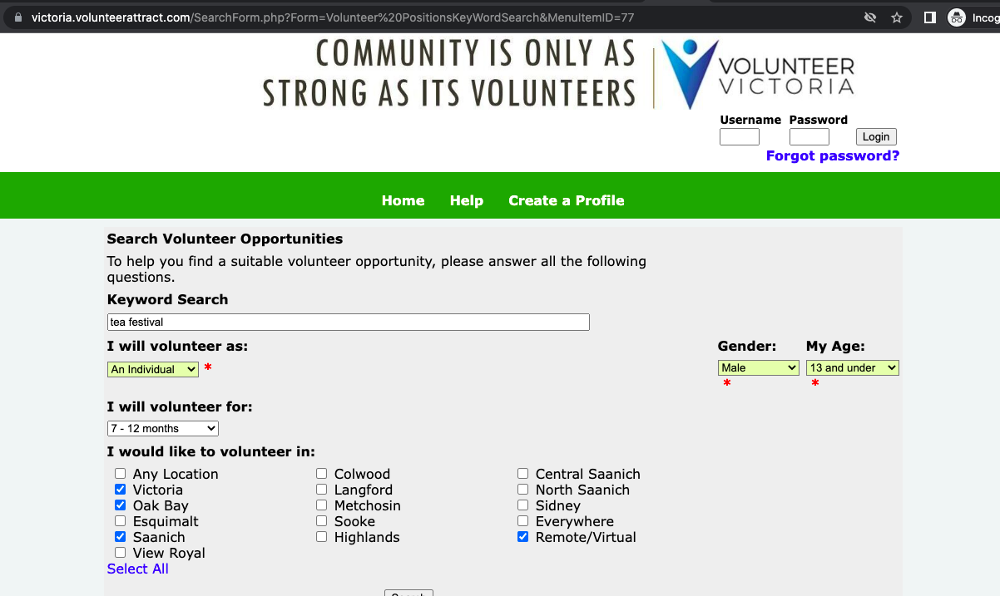 victoria.volunteerattract.com/SearchForm.php?Form=Volunteer%20PositionsKeyWordSearch&MenuItemID=77
Incog
COMMUNITY IS ONLY AS
STRONG AS ITS VOLUNTEERS
VOLUNTEER
VICTORIA
Username Password
Login
Forgot password?
Home Help Create a Profile
Search Volunteer Opportunities
To help you find a suitable volunteer opportunity, please answer all the following
questions.
Keyword Search
tea festival
I will volunteer as: Gender: My Age:
An Individual * Male 13 and under
* *
I will volunteer for:
7 - 12 months
I would like to volunteer in:
Any Location Colwood Central Saanich
Victoria Langford North Saanich
Oak Bay Metchosin Sidney
Esquimalt Sooke Everywhere
Saanich Highlands Remote/Virtual
View Royal
Select All